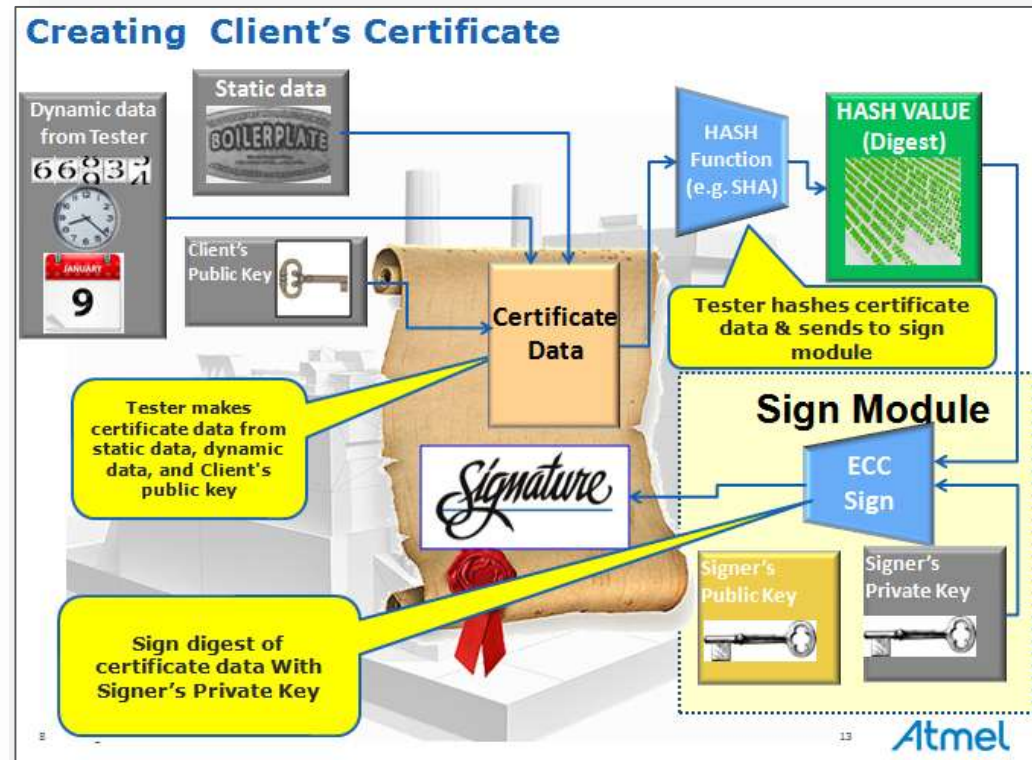 Creating Client's Certificate
Dynamic data
from Tester
JANUARY
9
Static data
BOILERPLATE
Client's
Public Key
Certificate
Data
HASH
Function
(e.g. SHA)
HASH VALUE
(Digest)
Tester hashes certificate
data & sends to sign
module
Tester makes
certificate data from
static data, dynamic
data, and Client's
public key
Signature
Sign Module
ECC
Sign
Signer's
Public Key
Signer's
Private Key
Sign digest of
certificate data With
Signer's Private Key
8
13
Atmel